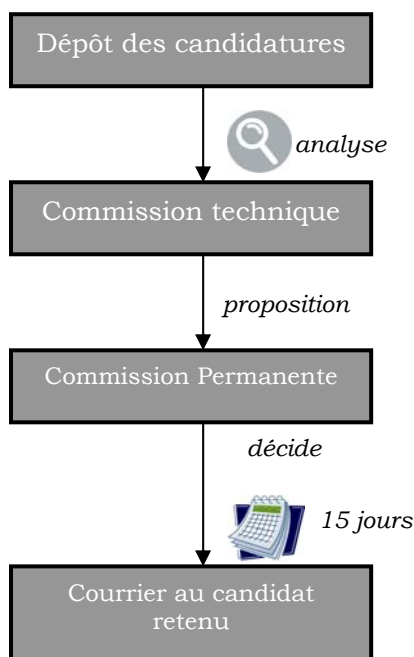 Dépôt des candidatures
analyse
Commission technique
proposition
Commission Permanente
décide
15 jours
Courrier au candidat
retenu